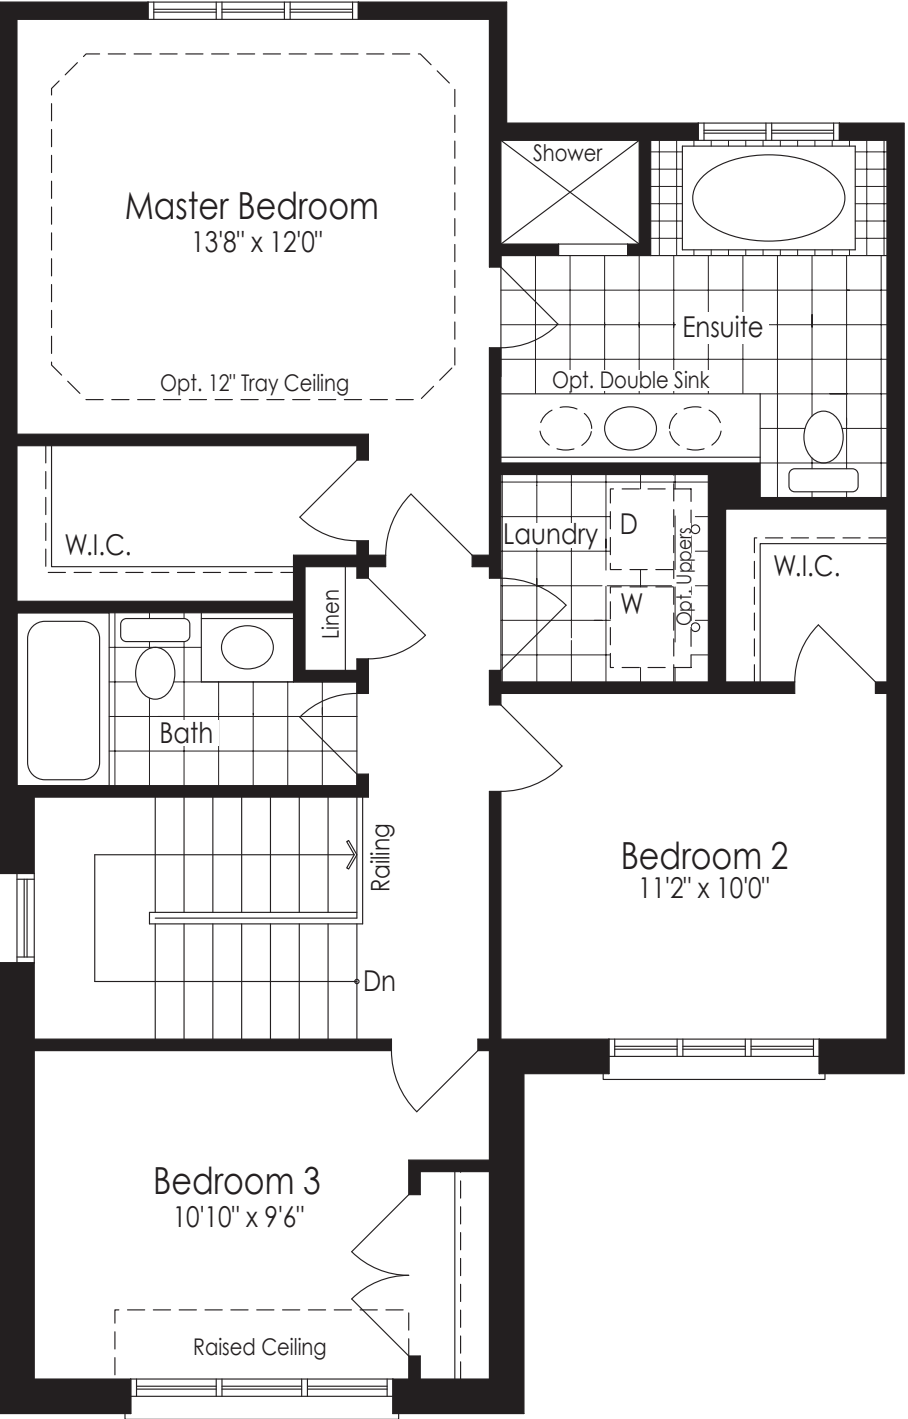 Shower
Master Bedroom
13'8" x 12'0"
Ensuite
Opt. 12" Tray Ceiling
Opt. Double Sink
Laundry
D
W.I.C.
Opt. Uppers
W.I.C.
Linen
W
Bath
Railing
Bedroom 2
11'2" x 10'0"
Dn
Bedroom 3
10'10" x 9'6"
Raised Ceiling